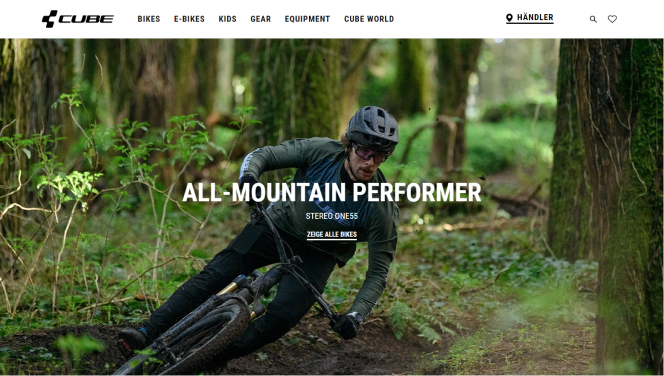 CUBE
BIKES E-BIKES KIDS GEAR EQUIPMENT CUBE WORLD
HÄNDLER
ALL-MOUNTAIN PERFORMER
STEREO ONE55
ZEIGE ALLE BIKES